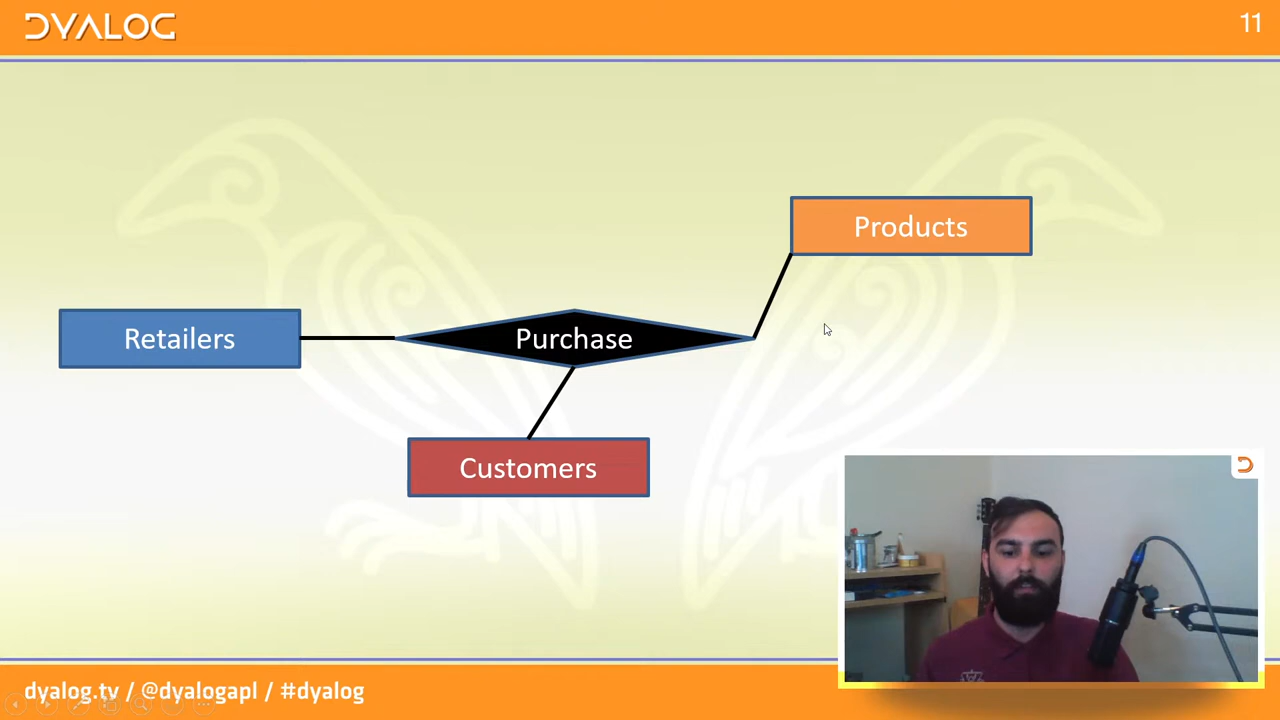 DYALOG
11
Products
Retailers
Purchase
Customers
dyalog.tv / @dyalogapl / #dyalog